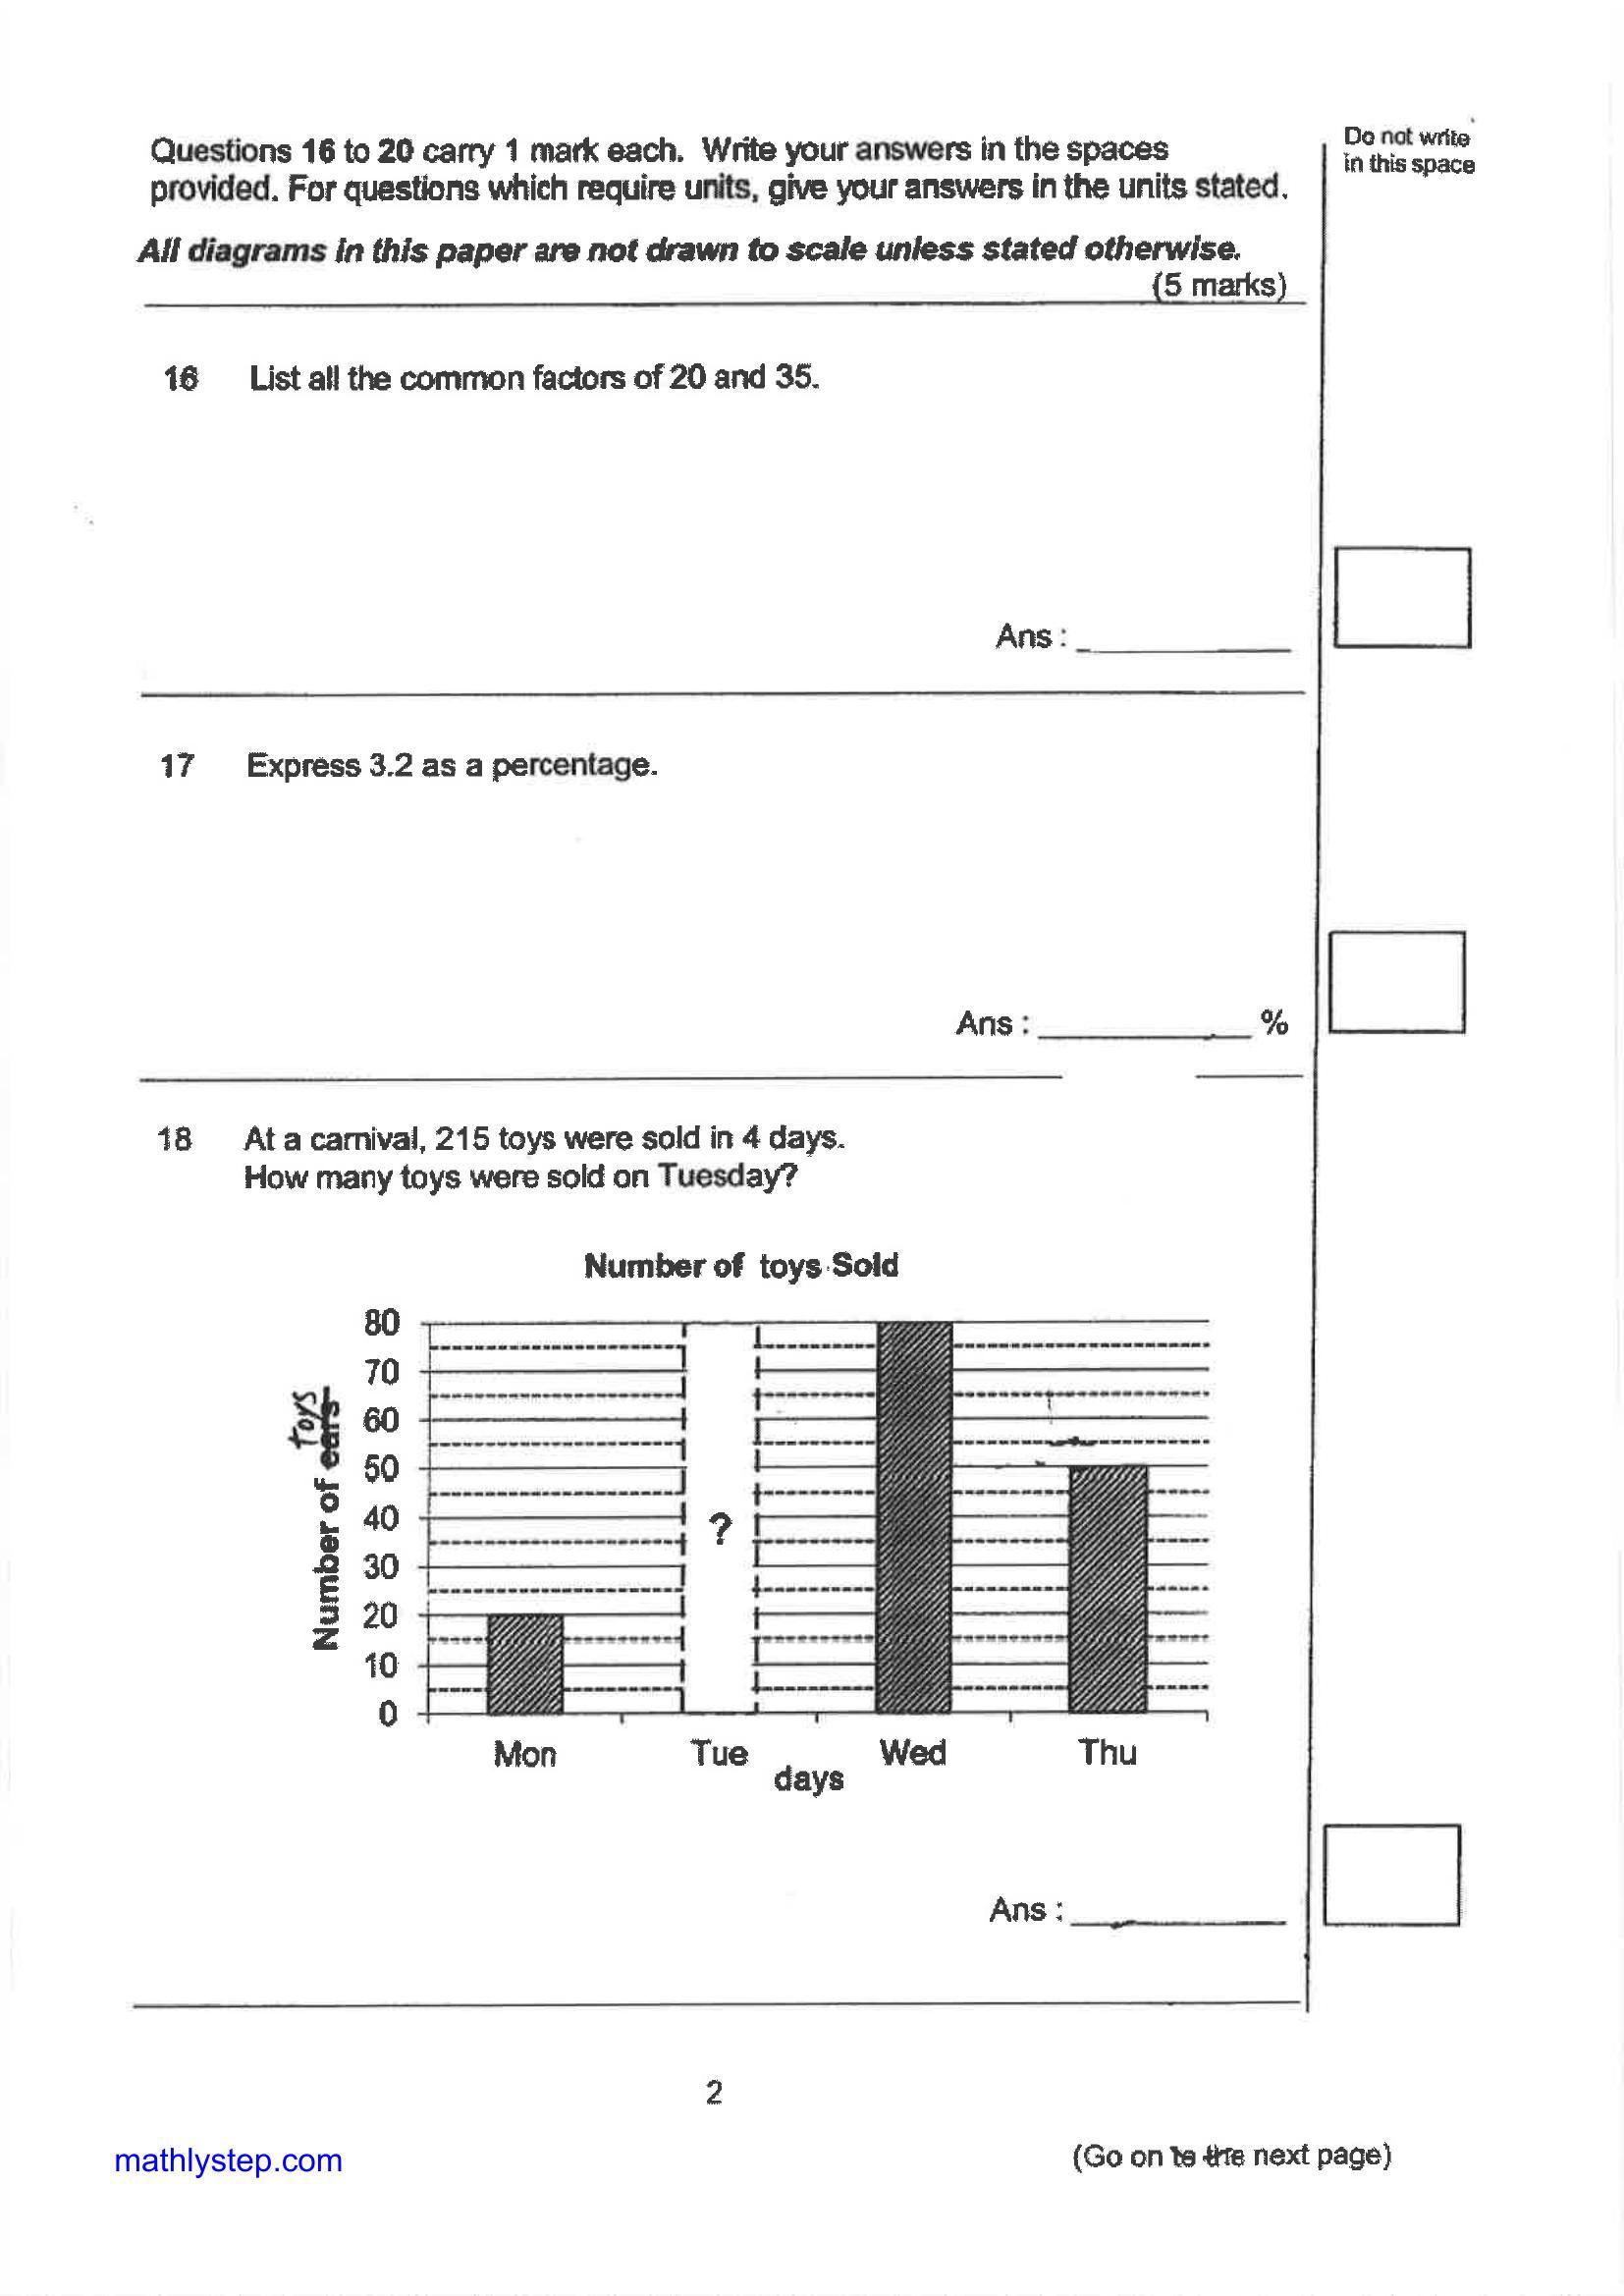 Do not write
in this space
Questions 16 to 20 carry 1 mark each. Write your answers in the spaces
provided. For questions which require units, give your answers in the units stated.
All diagrams in this paper are not drawn to scale unless stated otherwise.
(5 marks)
16 List all the common factors of 20 and 35.
Ans :
17 Express 3.2 as a percentage.
Ans : %
18 At a carnival, 215 toys were sold in 4 days.
How many toys were sold on Tuesday?
Number of toys Sold
80
70
60
50
40
30
20
10
0
Number of cars
toys
?
Mon Tue Wed Thu
days
Ans :
2
mathlystep.com
(Go on to the next page)